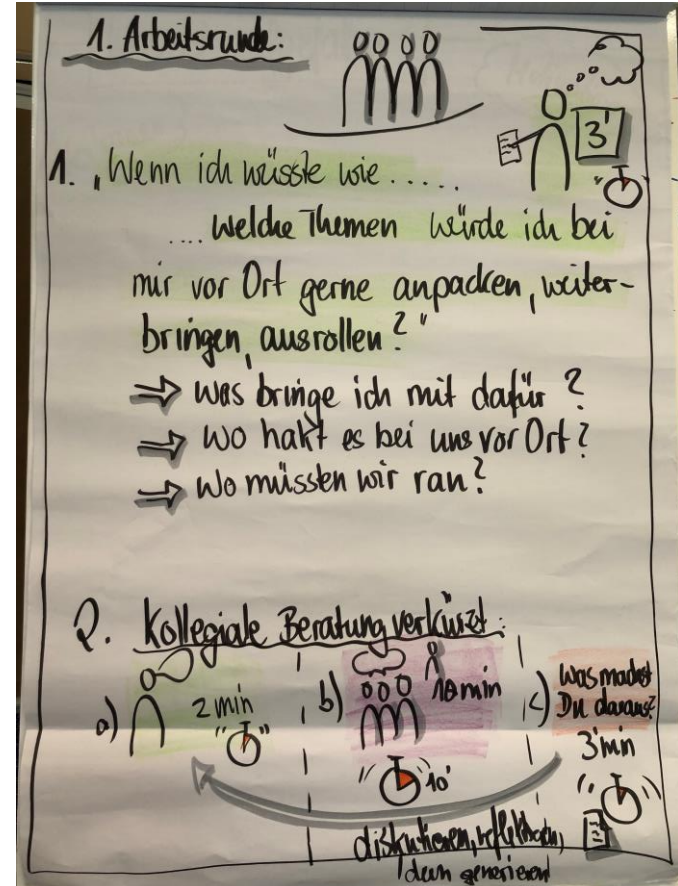 1. Arbeitsrunde:
3'
1. „Wenn ich wüsste wie.....
.... welche Themen würde ich bei
mir vor Ort gerne anpacken, weiter-
bringen, ausrollen?"
⇒ Was bringe ich mit dafür?
⇒ Wo hakt es bei uns vor Ort?
⇒ Wo müssten wir ran?
2. Kollegiale Beratung verkürzt:
a) 2 min
b) 10 min
10'
c) Was machst
Du daraus?
3 min
diskutieren, reflektieren,
Ideen generieren